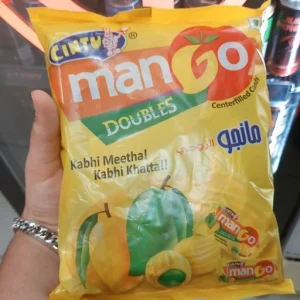 CINTU
mango
DOUBLES
Centerfilled Candy
مانجو
Kabhi Meetha!
Kabhi Khatta!!
mango
mango